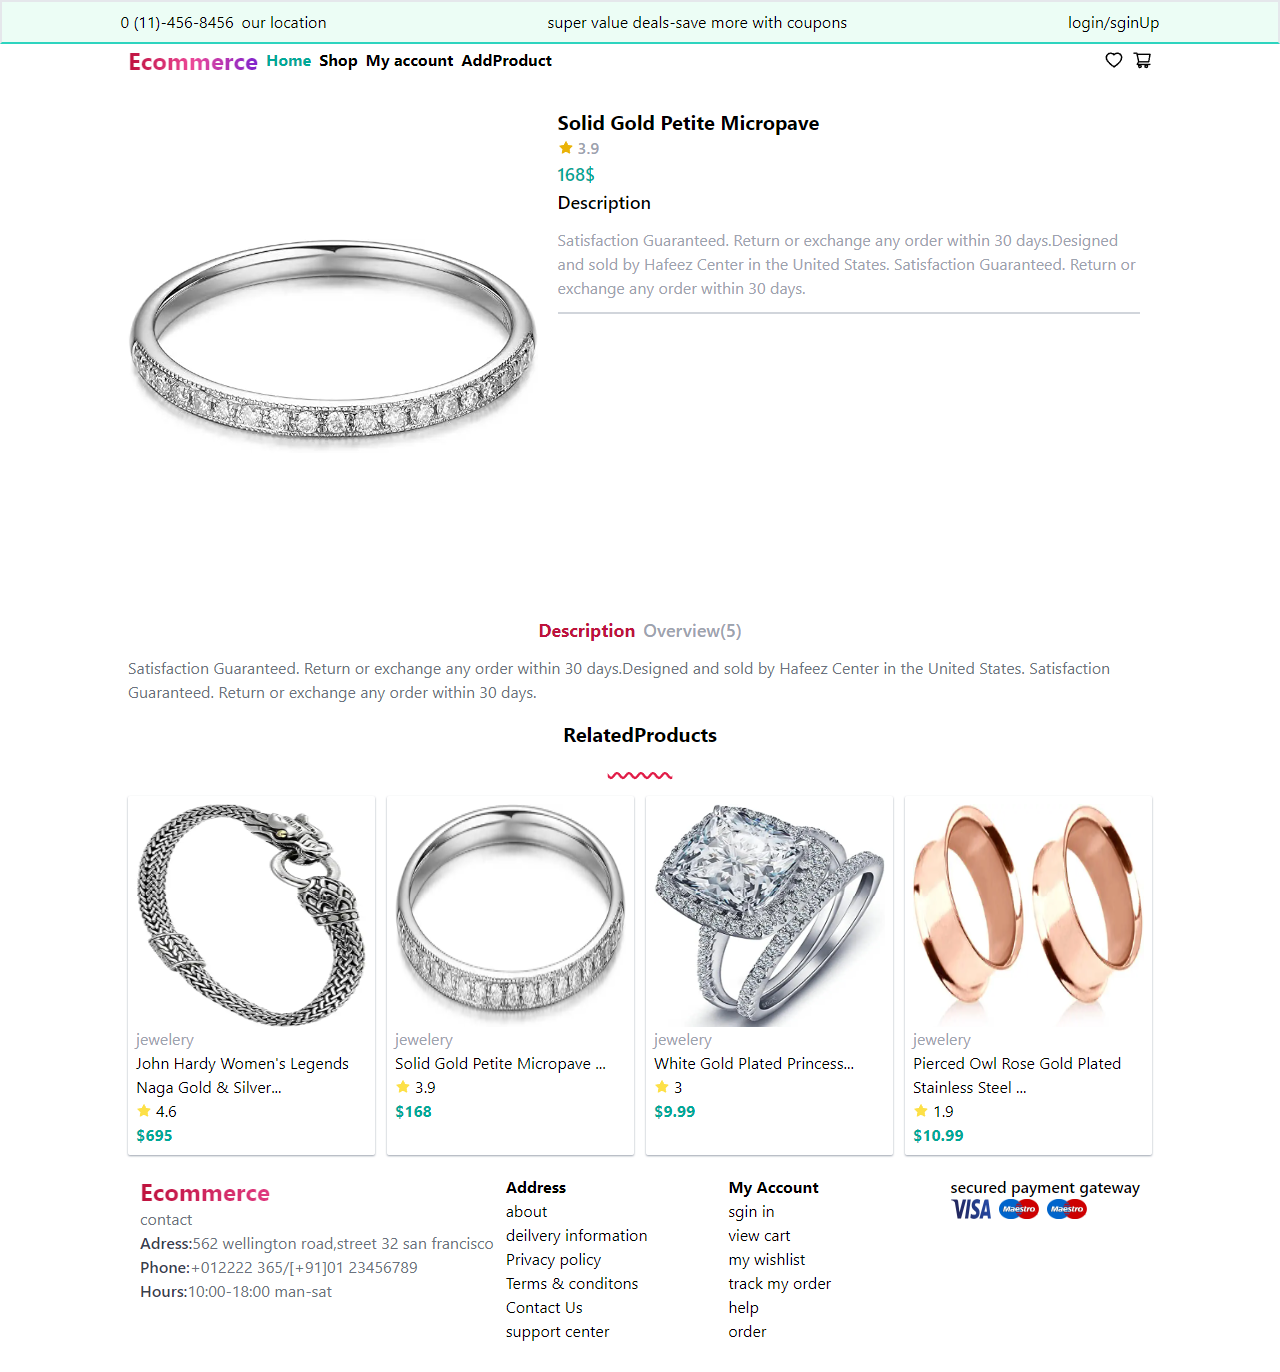 0 (11)-456-8456 our location super value deals-save more with coupons login/sginUp
Ecommerce Home Shop My account AddProduct
Solid Gold Petite Micropave
3.9
168$
Description
Satisfaction Guaranteed. Return or exchange any order within 30 days.Designed
and sold by Hafeez Center in the United States. Satisfaction Guaranteed. Return or
exchange any order within 30 days.
Description Overview(5)
Satisfaction Guaranteed. Return or exchange any order within 30 days.Designed and sold by Hafeez Center in the United States. Satisfaction
Guaranteed. Return or exchange any order within 30 days.
RelatedProducts
jewelery
John Hardy Women's Legends
Naga Gold & Silver...
4.6
$695
jewelery
Solid Gold Petite Micropave ...
3.9
$168
jewelery
White Gold Plated Princess...
3
$9.99
jewelery
Pierced Owl Rose Gold Plated
Stainless Steel ...
1.9
$10.99
Ecommerce
contact
Adress:562 wellington road,street 32 san francisco
Phone:+012222 365/[+91]01 23456789
Hours:10:00-18:00 man-sat
Address
about
deilvery information
Privacy policy
Terms & conditons
Contact Us
support center
My Account
sgin in
view cart
my wishlist
track my order
help
order
secured payment gateway
VISA Maestro Maestro